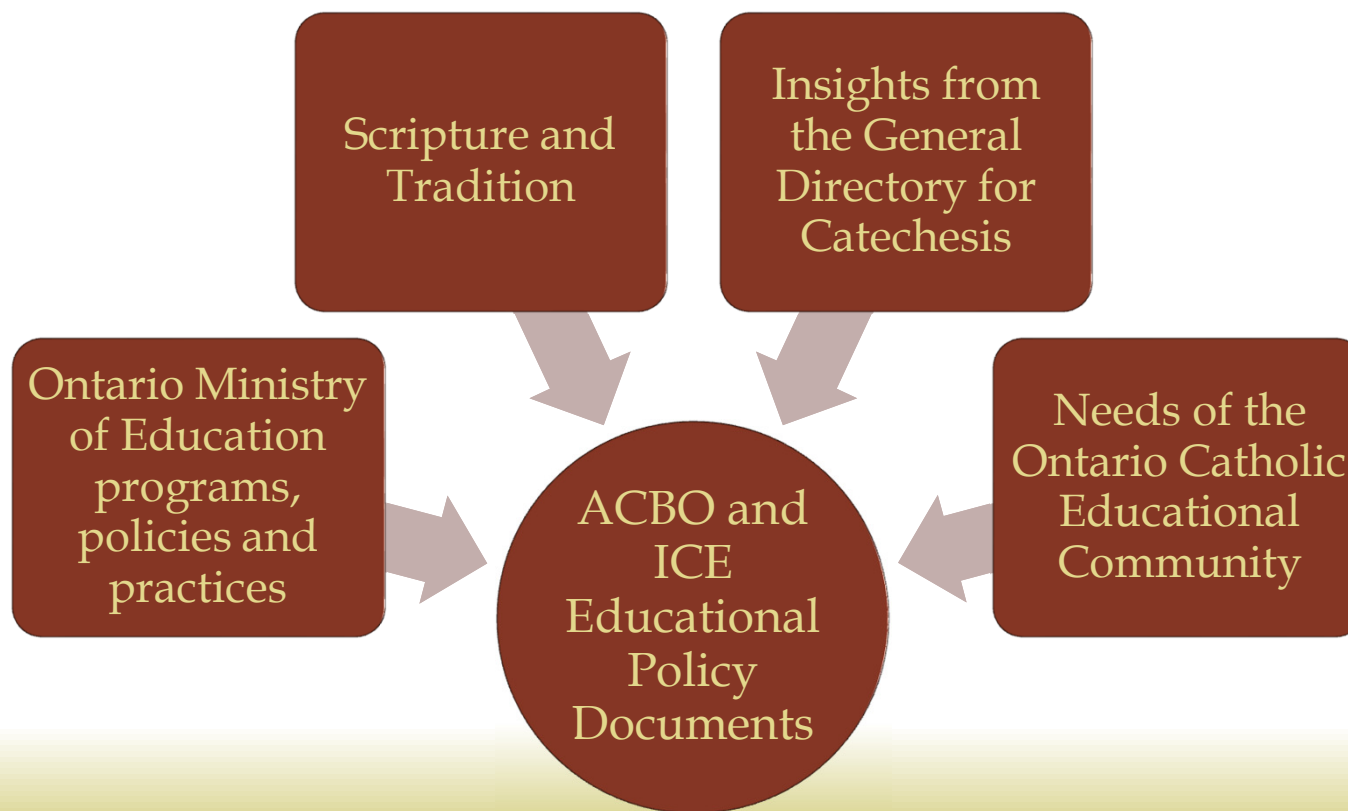 Scripture and
Tradition
Insights from
the General
Directory for
Catechesis
Ontario Ministry
of Education
programs,
policies and
practices
Needs of the
Ontario Catholic
Educational
Community
ACBO and
ICE
Educational
Policy
Documents